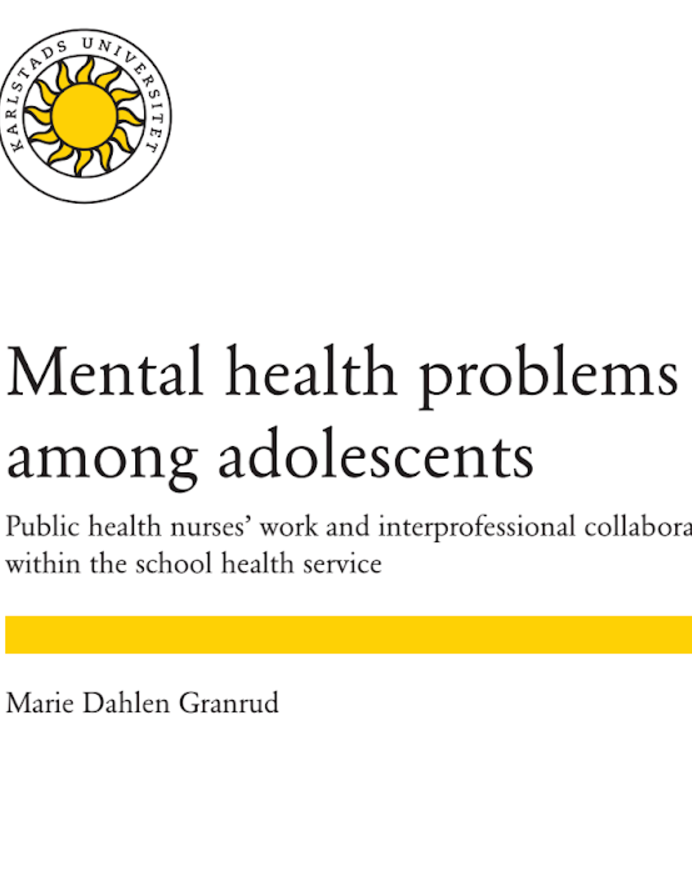 KARLSTADS UNIVERSITET
Mental health problems
among adolescents
Public health nurses’ work and interprofessional collabora
within the school health service
Marie Dahlen Granrud